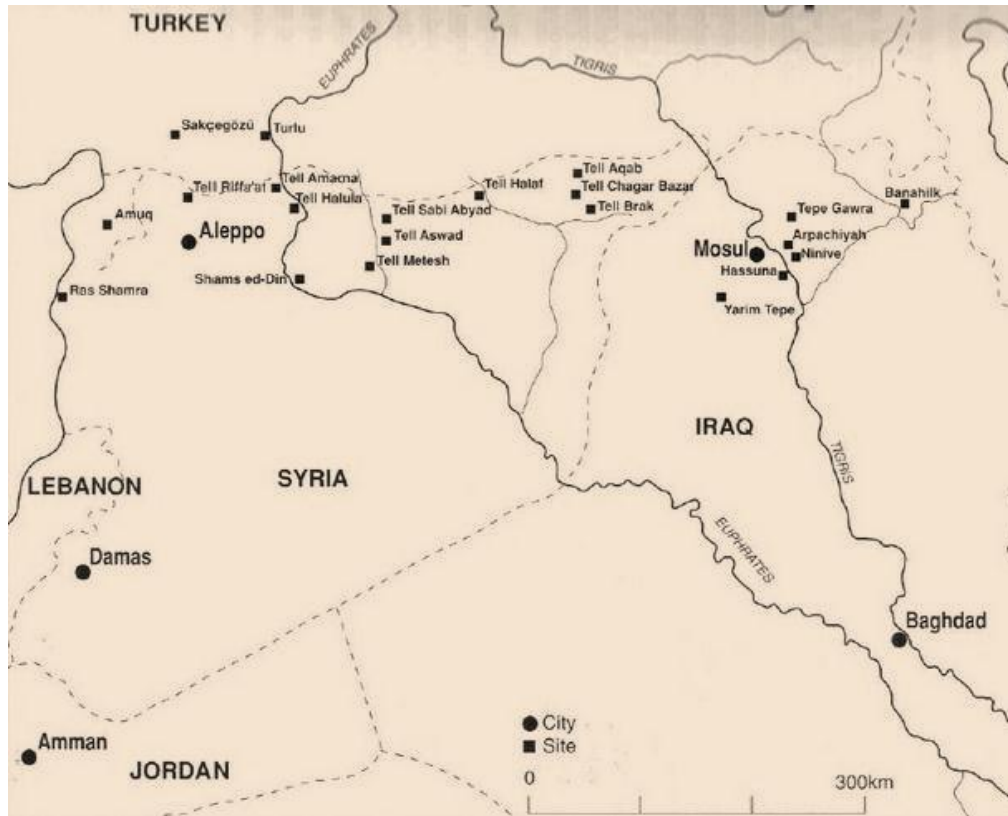 TURKEY
EUPHRATES
TIGRIS
Sakçegözü
Turlu
Tell Rifa'at
Tell Amarna
Tell Halula
Amuq
Aleppo
Tell Sabi Abyad
Tell Aswad
Tell Metesh
Shams ed-Din
Ras Shamra
Tell Halaf
Tell Aqab
Tell Chagar Bazar
Tell Brak
Banahilk
Tepe Gawra
Arpachiyah
Mosul
Ninive
Hassuna
Yarim Tepe
IRAQ
SYRIA
LEBANON
TIGRIS
EUPHRATES
Damas
Baghdad
Amman
JORDAN
City
Site
0
300km